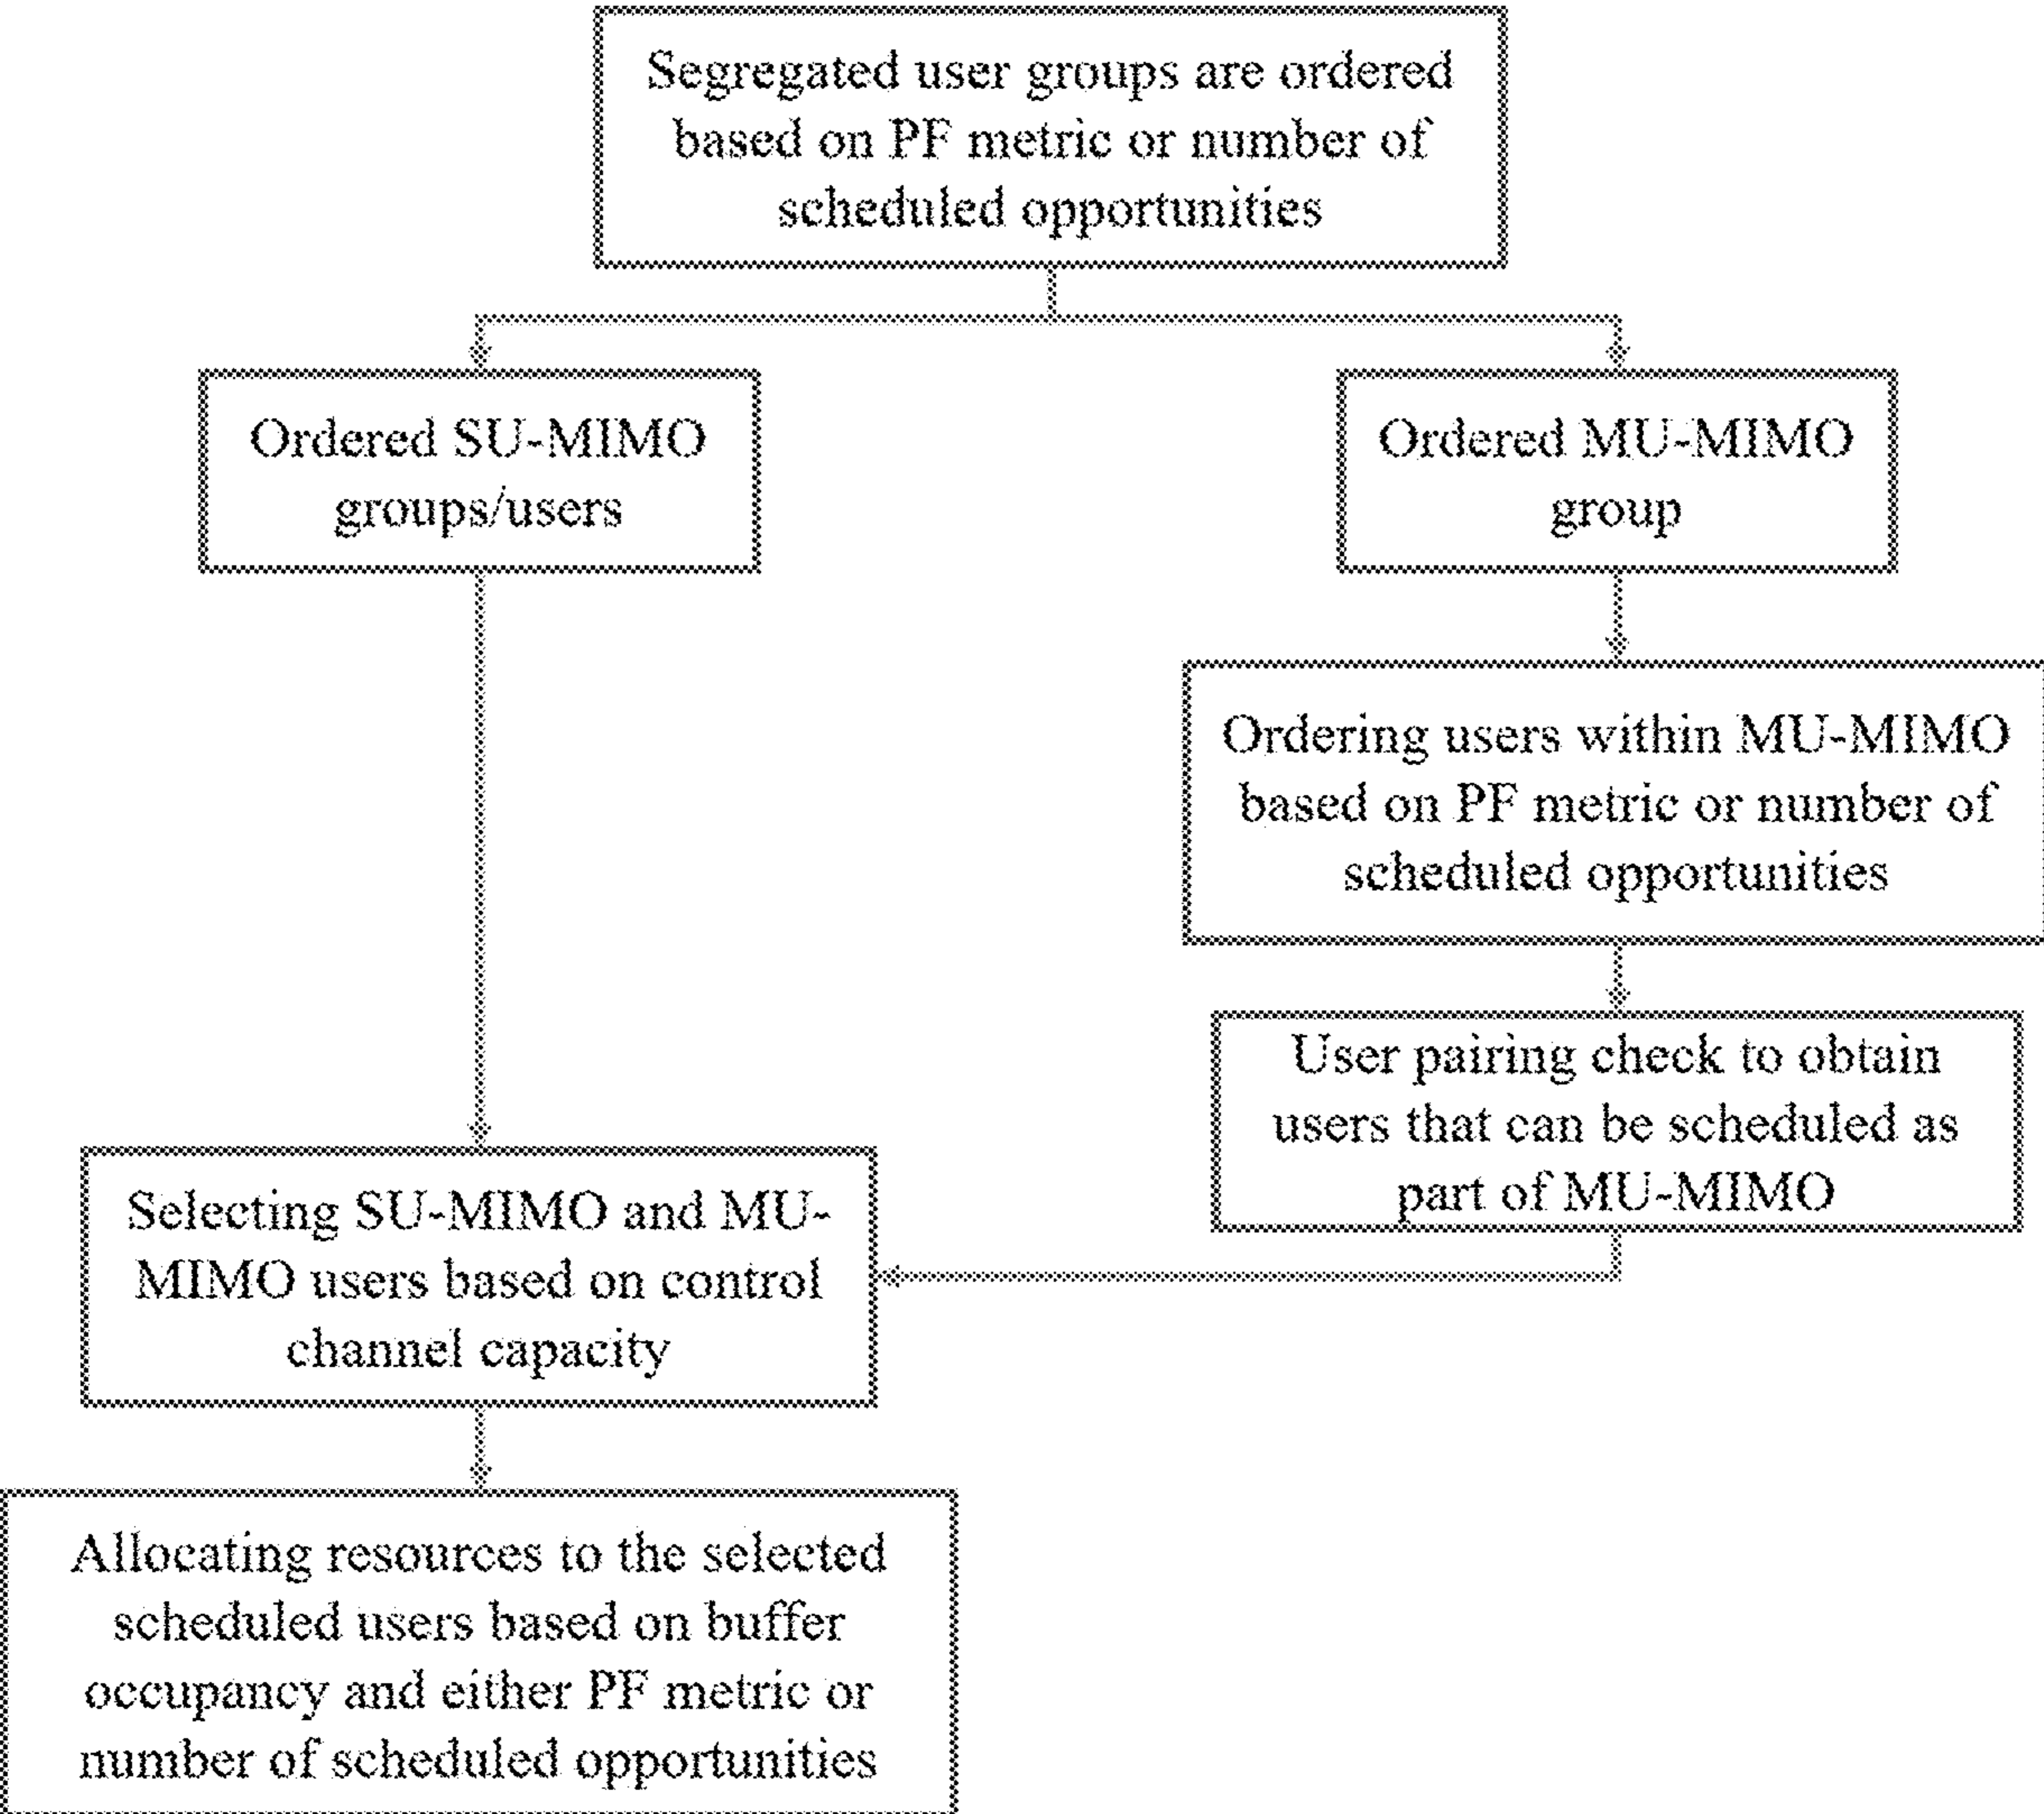 Segregated user groups are ordered
based on PF metric or number of
scheduled opportunities
Ordered SU-MIMO
groups/users
Ordered MU-MIMO
group
Ordering users within MU-MIMO
based on PF metric or number of
scheduled opportunities
User pairing check to obtain
users that can be scheduled as
part of MU-MIMO
Selecting SU-MIMO and MU-
MIMO users based on control
channel capacity
Allocating resources to the selected
scheduled users based on buffer
occupancy and either PF metric or
number of scheduled opportunities